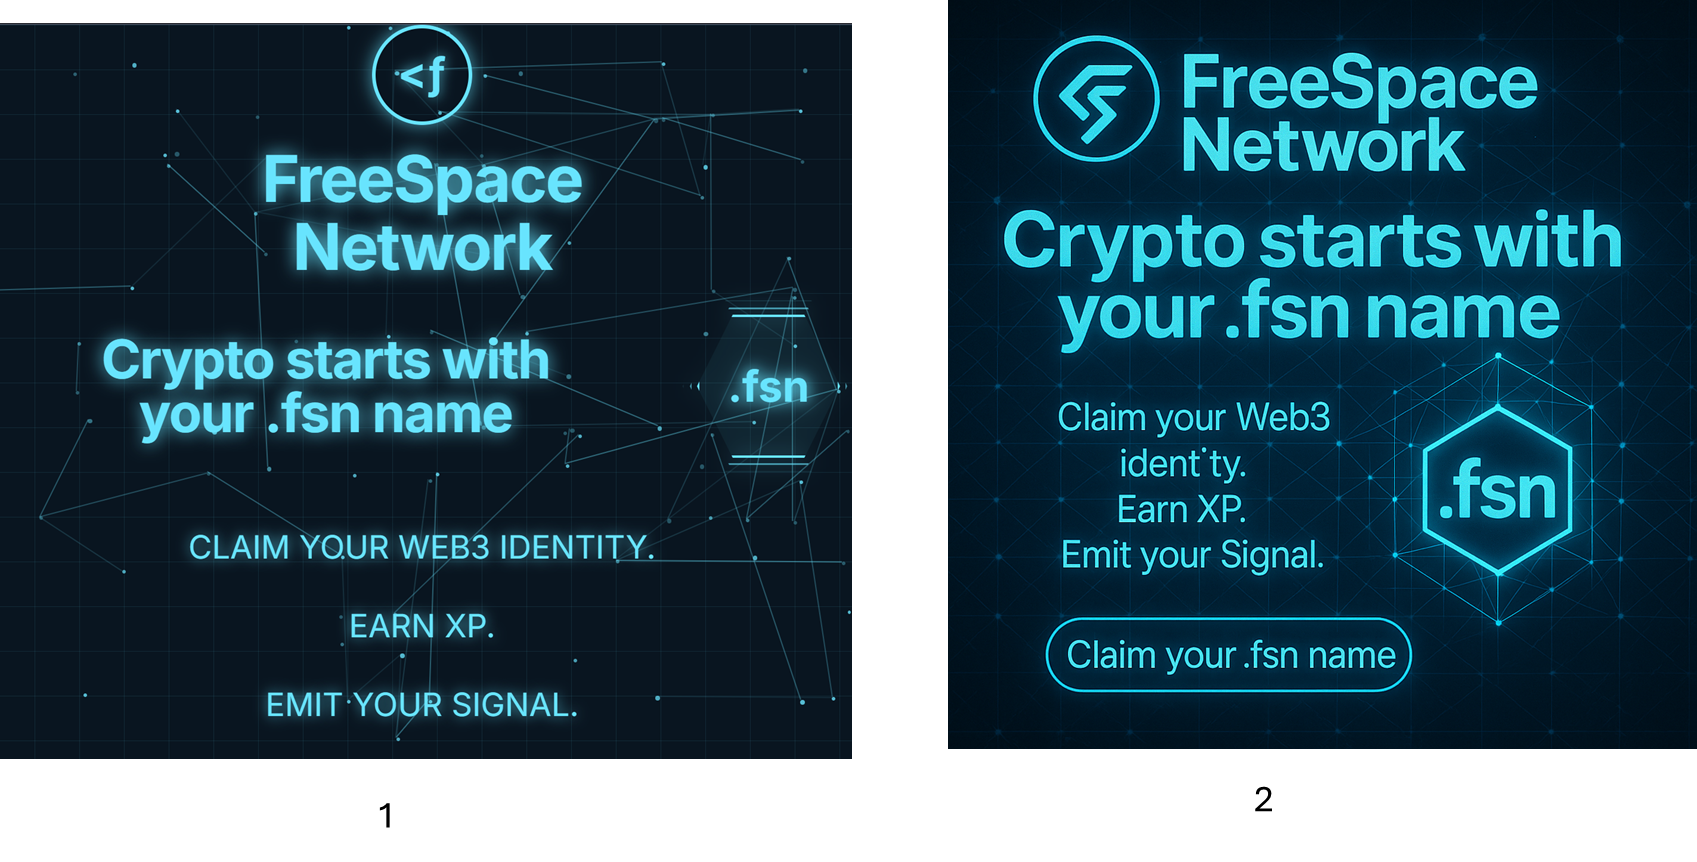 <f
FreeSpace
Network
Crypto starts with
your .fsn name
.fsn
CLAIM YOUR WEB3 IDENTITY.
EARN XP.
EMIT YOUR SIGNAL.
1
FreeSpace
Network
Crypto starts with
your .fsn name
Claim your Web3
identity.
Earn XP.
Emit your Signal.
.fsn
Claim your .fsn name
2